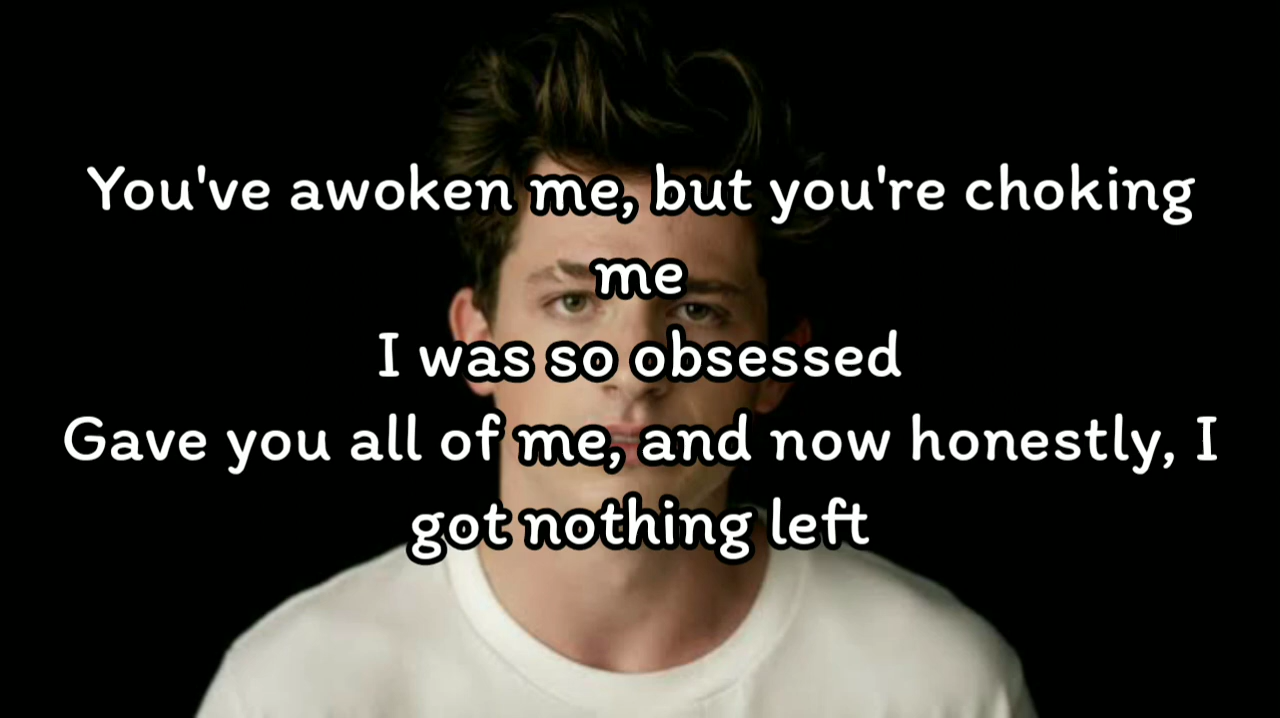 You've awoken me, but you're choking
me
I was so obsessed
Gave you all of me, and now honestly, I
got nothing left